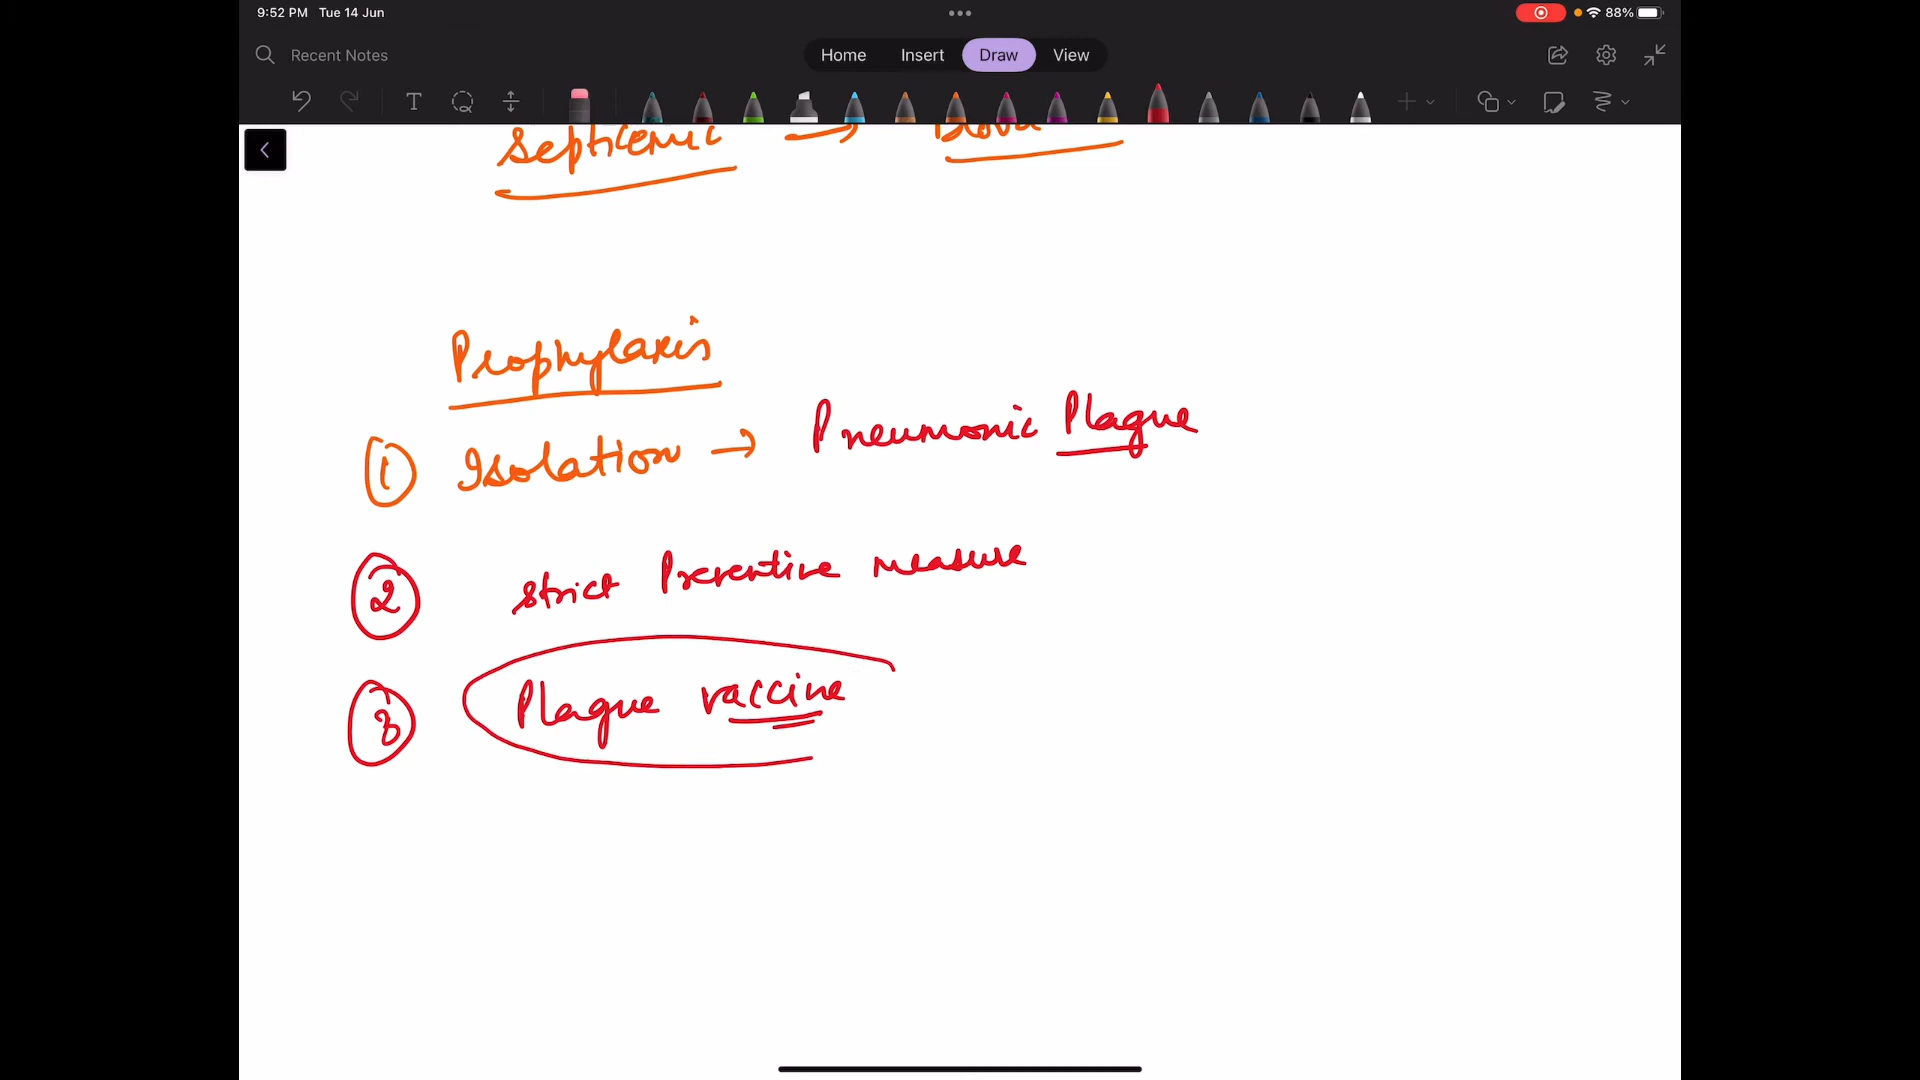 9:52 PM Tue 14 Jun
88%
Recent Notes
Home Insert Draw View
T
Septicemic → Blood
Prophylaxis
① Isolation → Pneumonic Plague
② strict Preventive measure
③ Plague vaccine